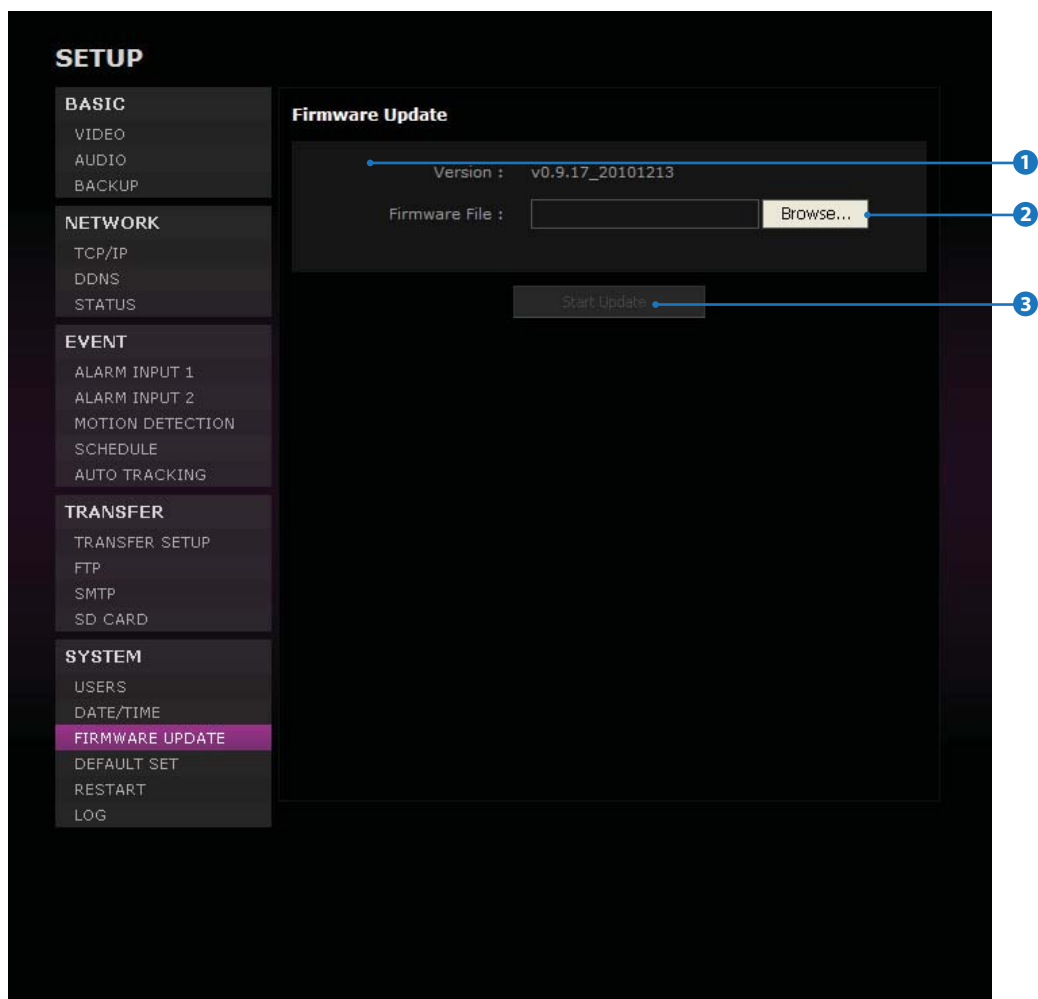 SETUP
BASIC
VIDEO
AUDIO
BACKUP
NETWORK
TCP/IP
DDNS
STATUS
EVENT
ALARM INPUT 1
ALARM INPUT 2
MOTION DETECTION
SCHEDULE
AUTO TRACKING
TRANSFER
TRANSFER SETUP
FTP
SMTP
SD CARD
SYSTEM
USERS
DATE/TIME
FIRMWARE UPDATE
DEFAULT SET
RESTART
LOG
Firmware Update
Version : v0.9.17_20101213
Firmware File : Browse...
Start Update
1
2
3